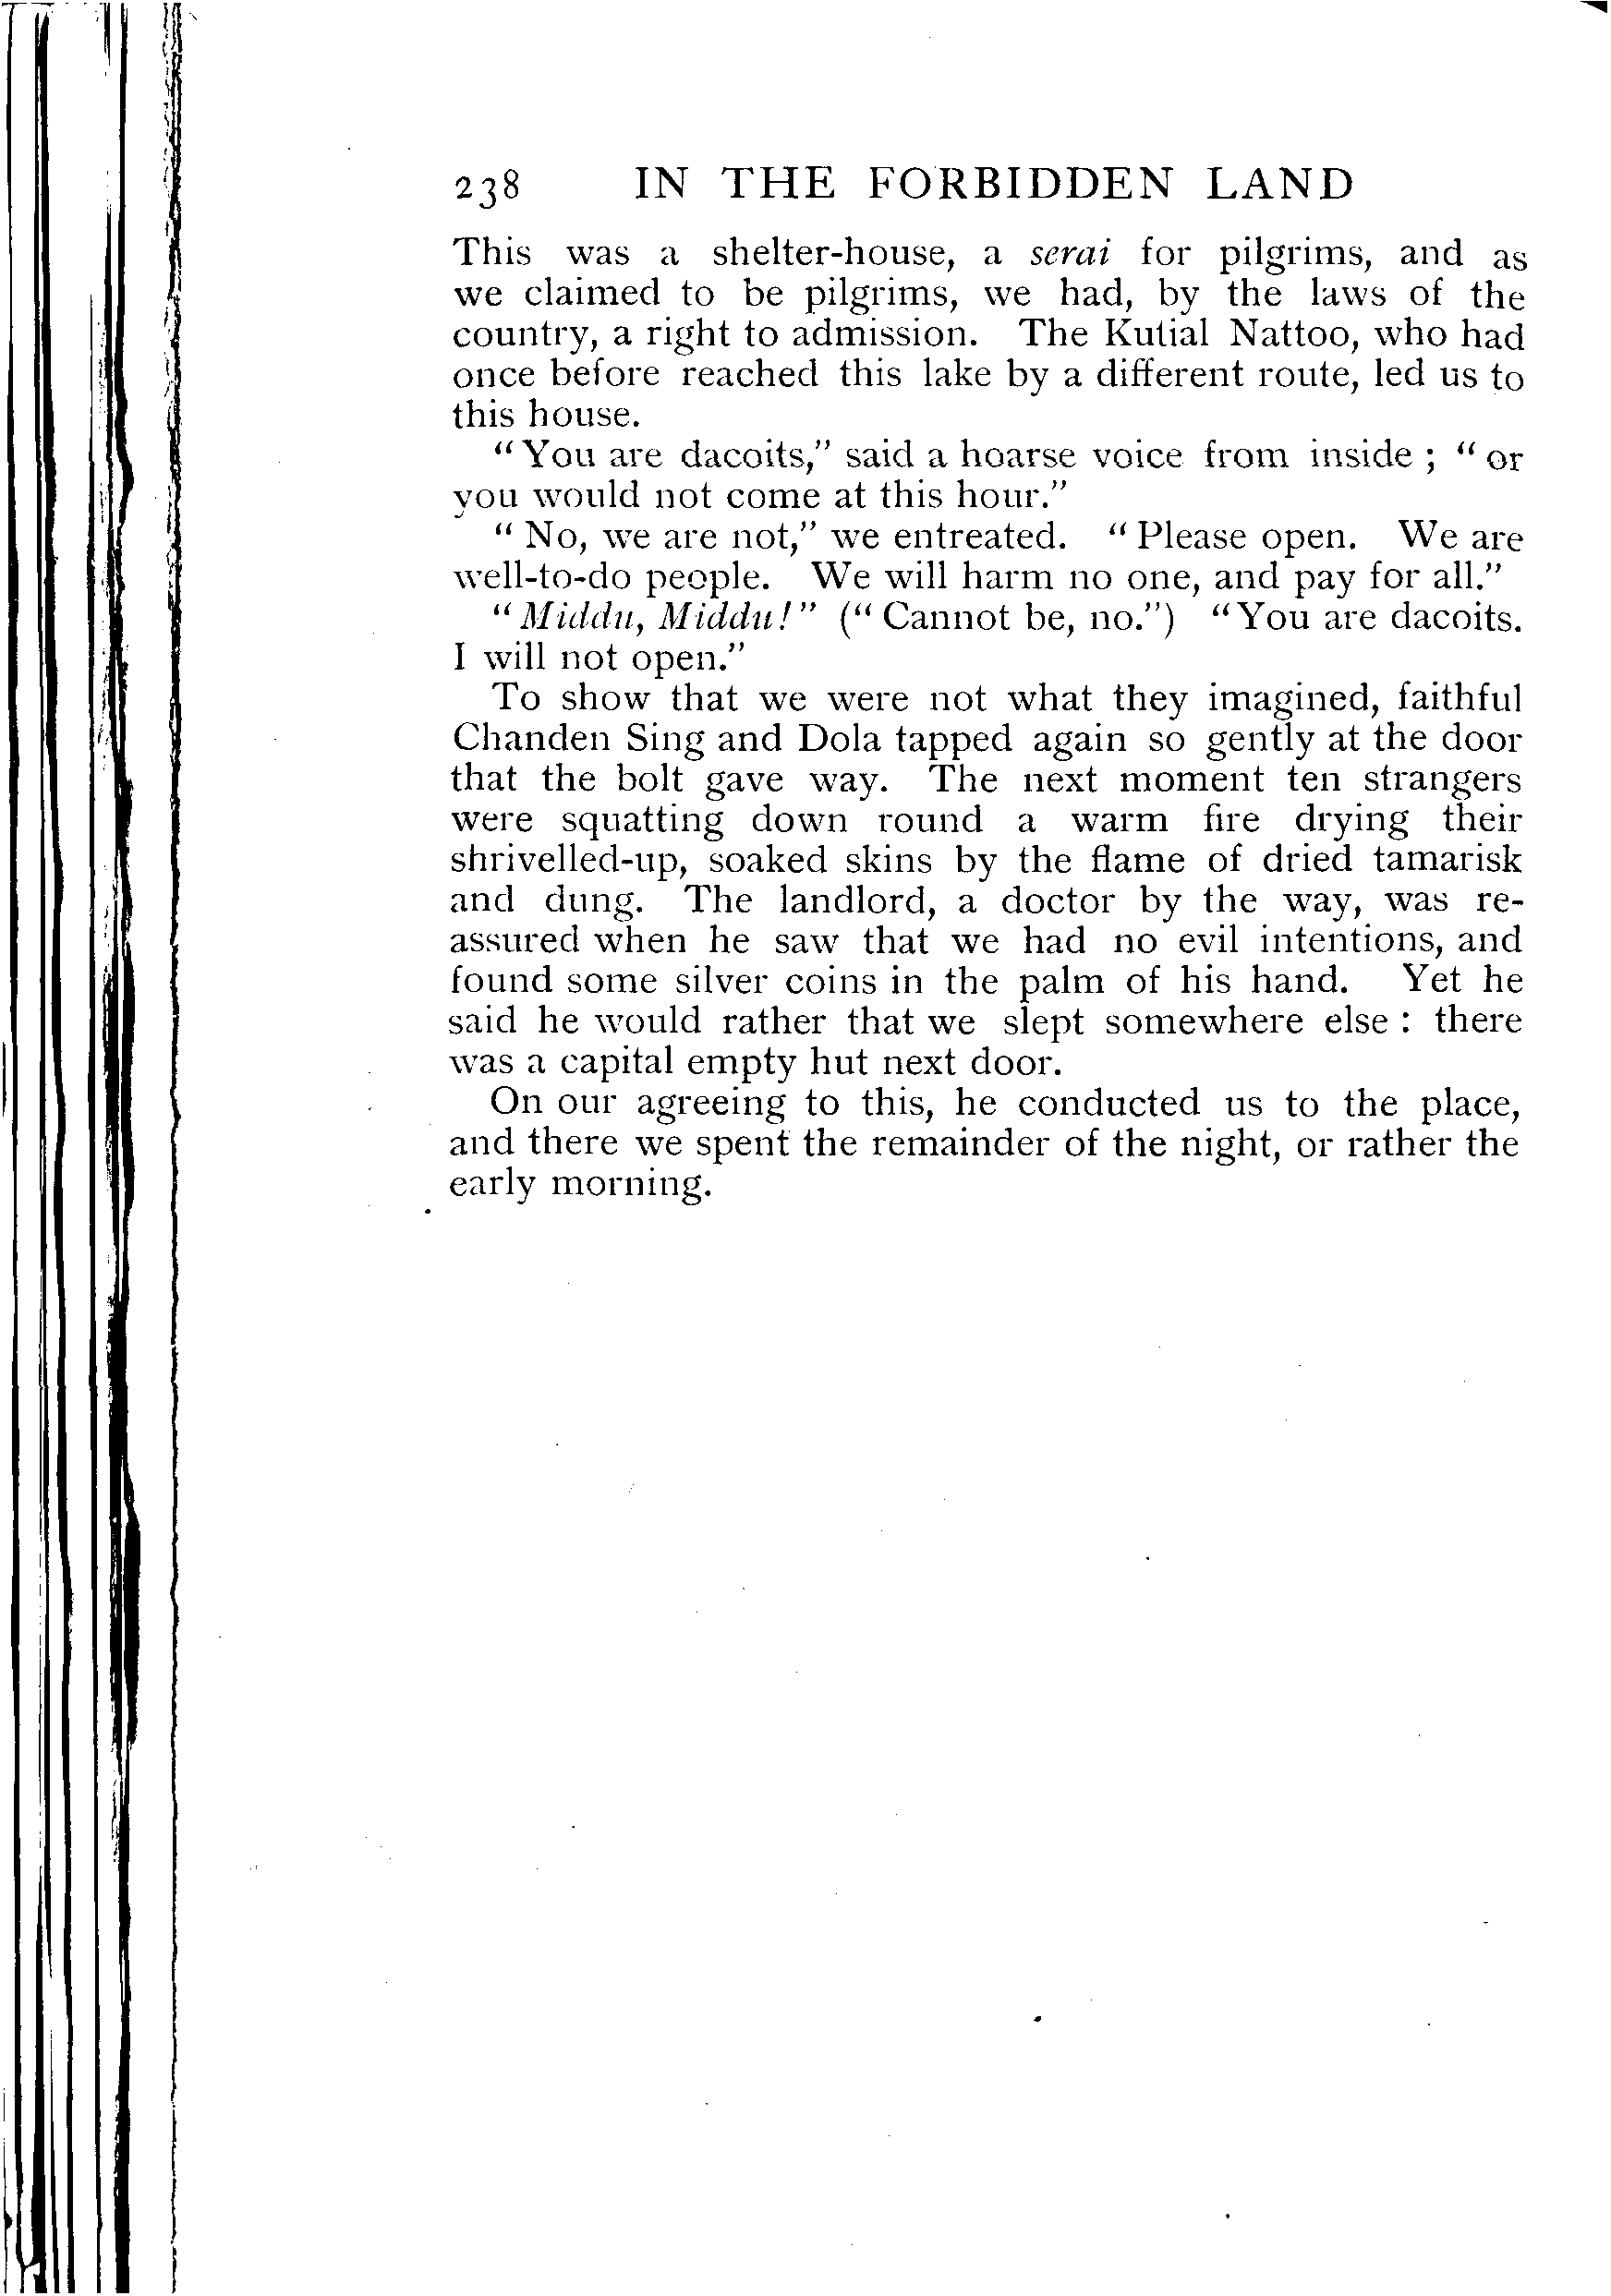 238 IN THE FORBIDDEN LAND
This was a shelter-house, a serai for pilgrims, and as
we claimed to be pilgrims, we had, by the laws of the
country, a right to admission. The Kutial Nattoo, who had
once before reached this lake by a different route, led us to
this house.
“You are dacoits,” said a hoarse voice from inside ; “or
you would not come at this hour.”
“No, we are not,” we entreated. “Please open. We are
well-to-do people. We will harm no one, and pay for all.”
“Middu, Middu!” (“Cannot be, no.”) “You are dacoits.
I will not open.”
To show that we were not what they imagined, faithful
Chanden Sing and Dola tapped again so gently at the door
that the bolt gave way. The next moment ten strangers
were squatting down round a warm fire drying their
shrivelled-up, soaked skins by the flame of dried tamarisk
and dung. The landlord, a doctor by the way, was re-
assured when he saw that we had no evil intentions, and
found some silver coins in the palm of his hand. Yet he
said he would rather that we slept somewhere else : there
was a capital empty hut next door.
On our agreeing to this, he conducted us to the place,
and there we spent the remainder of the night, or rather the
early morning.